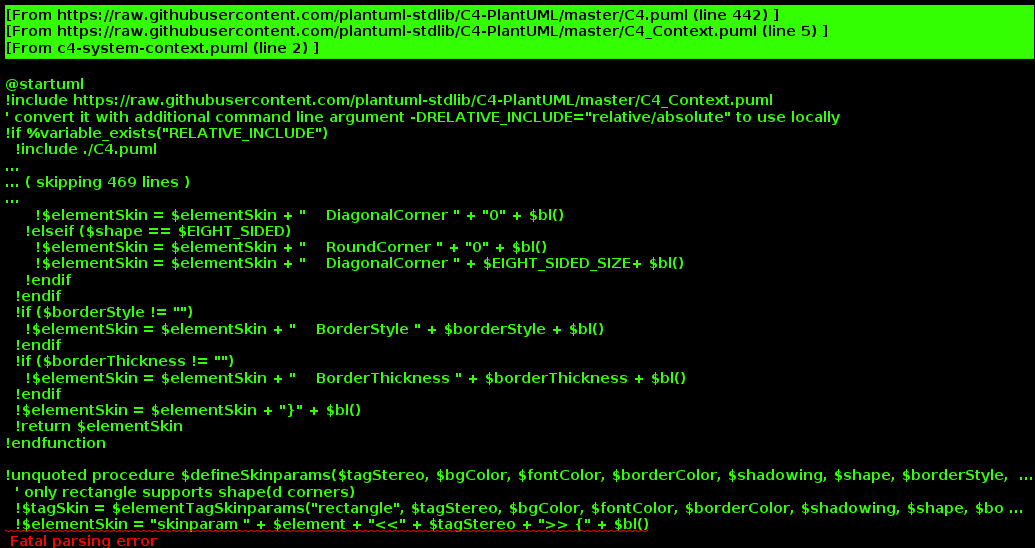 [From https://raw.githubusercontent.com/plantuml-stdlib/C4-PlantUML/master/C4.puml (line 442) ]
[From https://raw.githubusercontent.com/plantuml-stdlib/C4-PlantUML/master/C4_Context.puml (line 5) ]
[From c4-system-context.puml (line 2) ]
@startuml
!include https://raw.githubusercontent.com/plantuml-stdlib/C4-PlantUML/master/C4_Context.puml
' convert it with additional command line argument -DRELATIVE_INCLUDE="relative/absolute" to use locally
!if %variable_exists("RELATIVE_INCLUDE")
  !include ./C4.puml
...
... ( skipping 469 lines )
...
      !$elementSkin = $elementSkin + "    DiagonalCorner " + "0" + $bl()
    !elseif ($shape == $EIGHT_SIDED)
      !$elementSkin = $elementSkin + "    RoundCorner " + "0" + $bl()
      !$elementSkin = $elementSkin + "    DiagonalCorner " + $EIGHT_SIDED_SIZE+ $bl()
    !endif
  !endif
  !if ($borderStyle != "")
    !$elementSkin = $elementSkin + "    BorderStyle " + $borderStyle + $bl()
  !endif
  !if ($borderThickness != "")
    !$elementSkin = $elementSkin + "    BorderThickness " + $borderThickness + $bl()
  !endif
  !$elementSkin = $elementSkin + "}" + $bl()
  !return $elementSkin
!endfunction
!unquoted procedure $defineSkinparams($tagStereo, $bgColor, $fontColor, $borderColor, $shadowing, $shape, $borderStyle,  ...
  ' only rectangle supports shape(d corners)
  !$tagSkin = $elementTagSkinparams("rectangle", $tagStereo, $bgColor, $fontColor, $borderColor, $shadowing, $shape, $bo ...
  !$elementSkin = "skinparam " + $element + "<<" + $tagStereo + ">> {" + $bl()
 Fatal parsing error